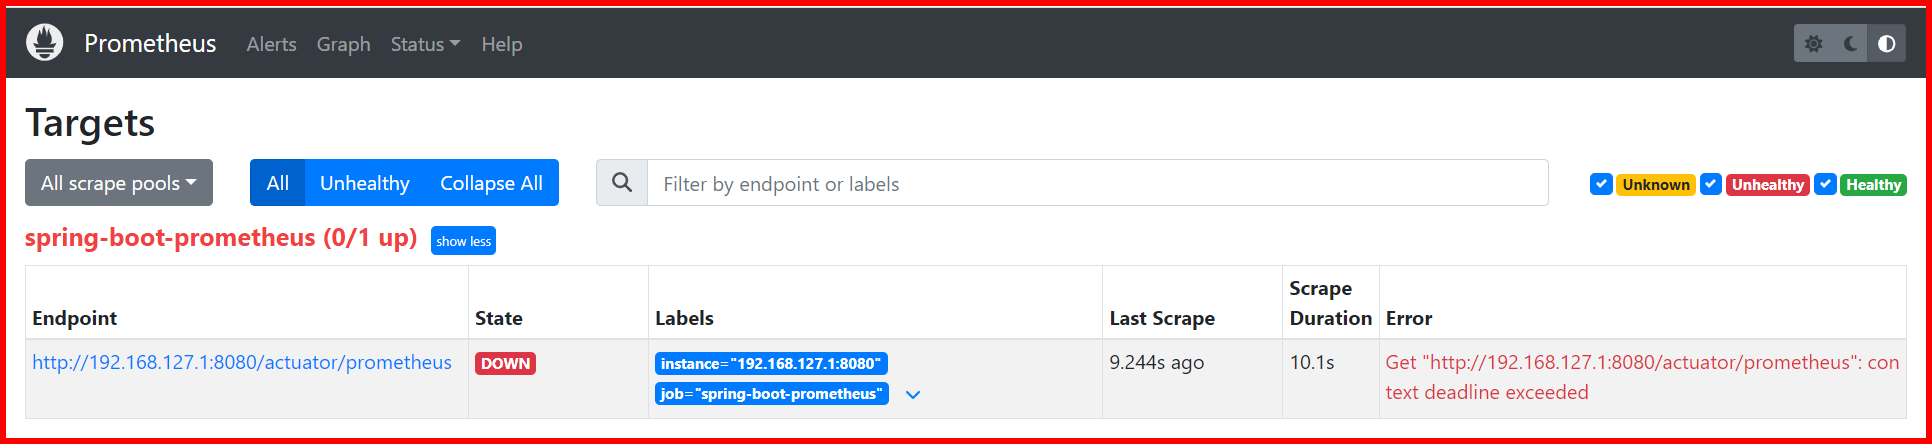 Prometheus Alerts Graph Status Help
Targets
All scrape pools All Unhealthy Collapse All Filter by endpoint or labels Unknown Unhealthy Healthy
spring-boot-prometheus (0/1 up) show less
Endpoint State Labels Last Scrape Scrape Duration Error
http://192.168.127.1:8080/actuator/prometheus DOWN instance="192.168.127.1:8080" 9.244s ago 10.1s Get "http://192.168.127.1:8080/actuator/prometheus": con
job="spring-boot-prometheus" text deadline exceeded